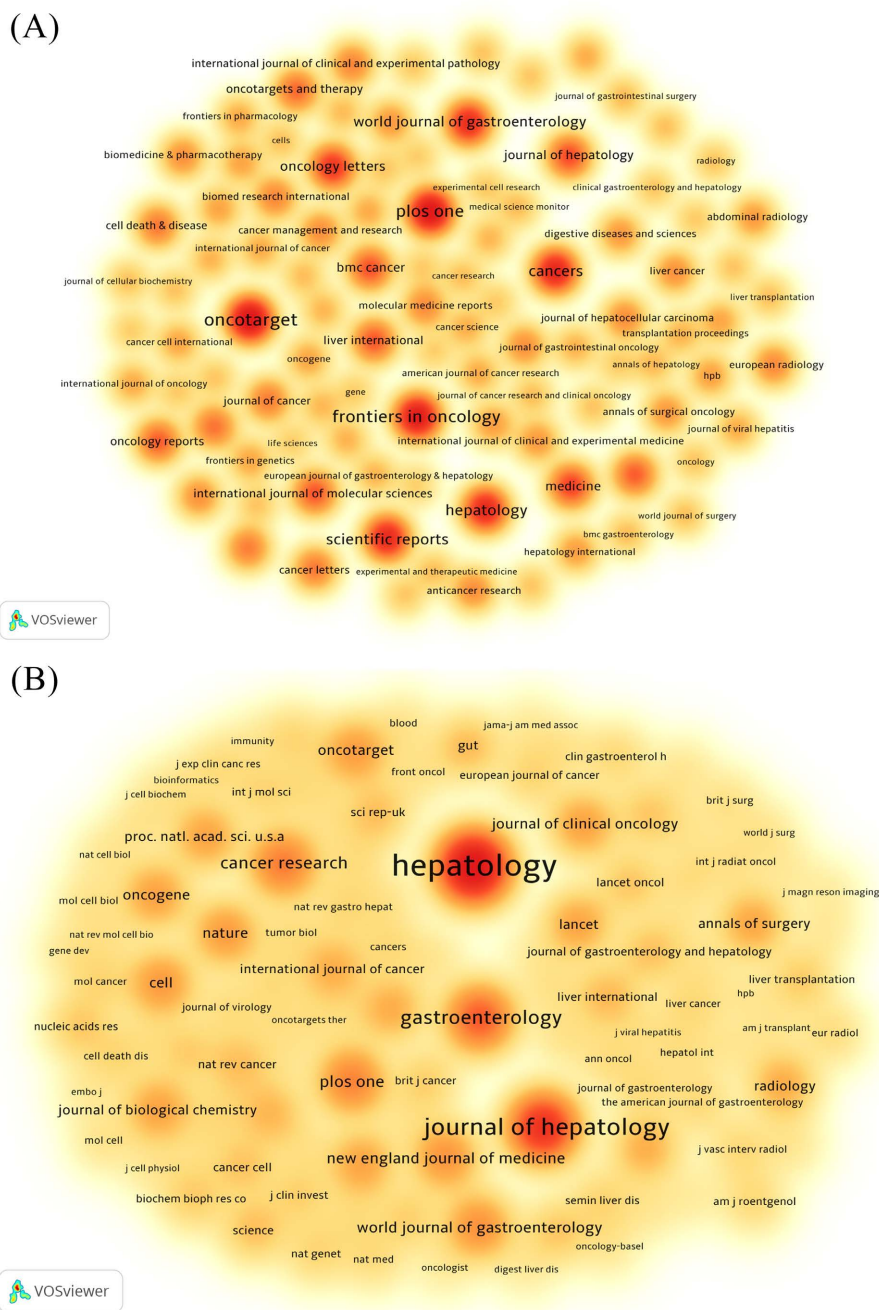 (A)
international journal of clinical and experimental pathology
oncotargets and therapy
journal of gastrointestinal surgery
frontiers in pharmacology
world journal of gastroenterology
cells
biomedicine & pharmacotherapy
journal of hepatology
oncology letters
radiology
experimental cell research
clinical gastroenterology and hepatology
biomed research international
plos one
medical science monitor
abdominal radiology
cell death & disease
cancer management and research
digestive diseases and sciences
international journal of cancer
bmc cancer
cancers
liver cancer
journal of cellular biochemistry
cancer research
liver transplantation
molecular medicine reports
oncotarget
journal of hepatocellular carcinoma
cancer science
transplantation proceedings
cancer cell international
liver international
journal of gastrointestinal oncology
oncogene
annals of hepatology
european radiology
american journal of cancer research
hpb
international journal of oncology
gene
journal of cancer research and clinical oncology
journal of cancer
frontiers in oncology
annals of surgical oncology
journal of viral hepatitis
oncology reports
life sciences
international journal of clinical and experimental medicine
frontiers in genetics
oncology
european journal of gastroenterology & hepatology
international journal of molecular sciences
medicine
hepatology
world journal of surgery
scientific reports
bmc gastroenterology
hepatology international
cancer letters
experimental and therapeutic medicine
anticancer research
VOSviewer
(B)
blood
jama-j am med assoc
immunity
oncotarget
gut
clin gastroenterol h
j exp clin canc res
front oncol
european journal of cancer
bioinformatics
j cell biochem
int j mol sci
brit j surg
sci rep-uk
journal of clinical oncology
proc. natl. acad. sci. u.s.a
world j surg
nat cell biol
cancer research
hepatology
int j radiat oncol
lancet oncol
j magn reson imaging
mol cell biol
oncogene
nat rev gastro hepat
nature
tumor biol
lancet
annals of surgery
nat rev mol cell bio
gene dev
cancers
journal of gastroenterology and hepatology
international journal of cancer
mol cancer
cell
liver transplantation
liver international
liver cancer
hpb
journal of virology
oncotargets ther
gastroenterology
nucleic acids res
j viral hepatitis
am j transplant
eur radiol
cell death dis
nat rev cancer
ann oncol
hepatol int
embo j
plos one
brit j cancer
journal of gastroenterology
radiology
journal of biological chemistry
the american journal of gastroenterology
journal of hepatology
mol cell
j cell physiol
cancer cell
new england journal of medicine
j vasc interv radiol
biochem bioph res co
j clin invest
semin liver dis
am j roentgenol
science
world journal of gastroenterology
nat genet
nat med
oncology-basel
oncologist
digest liver dis
VOSviewer